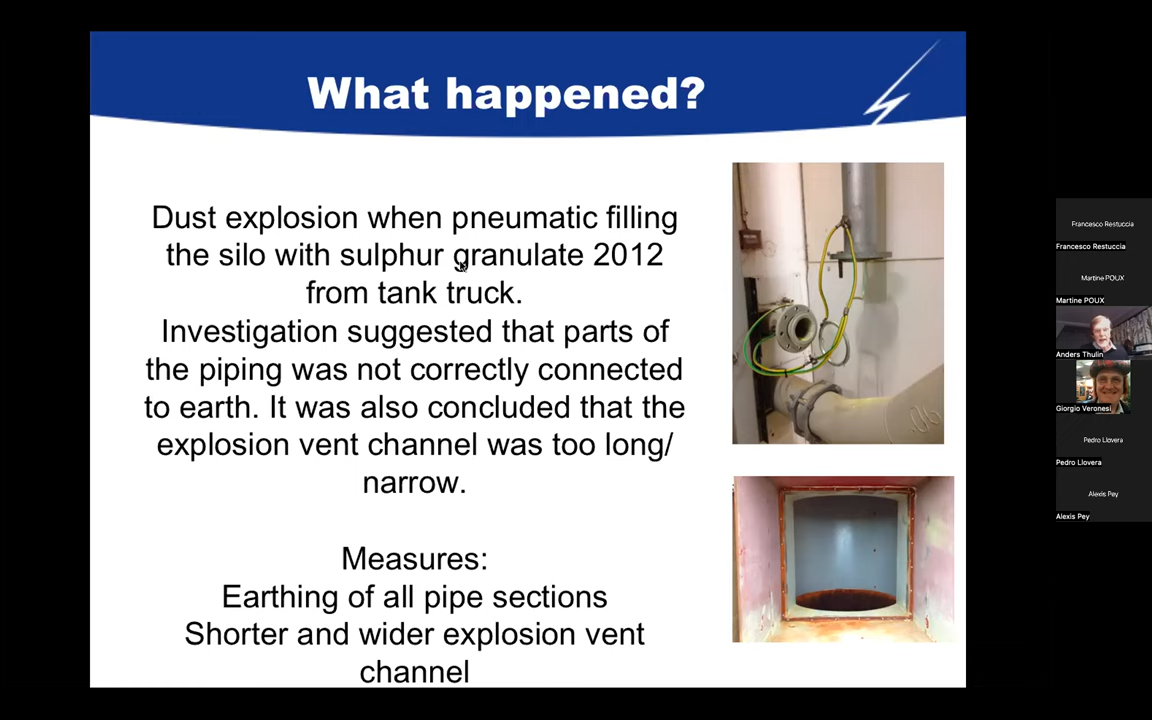 What happened?
Dust explosion when pneumatic filling
the silo with sulphur granulate 2012
from tank truck.
Investigation suggested that parts of
the piping was not correctly connected
to earth. It was also concluded that the
explosion vent channel was too long/
narrow.
Measures:
Earthing of all pipe sections
Shorter and wider explosion vent
channel
Francesco Restuccia
Francesco Restuccia
Martine POUX
Martine POUX
Anders Thulin
Giorgio Veronesi
Pedro Llovera
Pedro Llovera
Alexis Pey
Alexis Pey